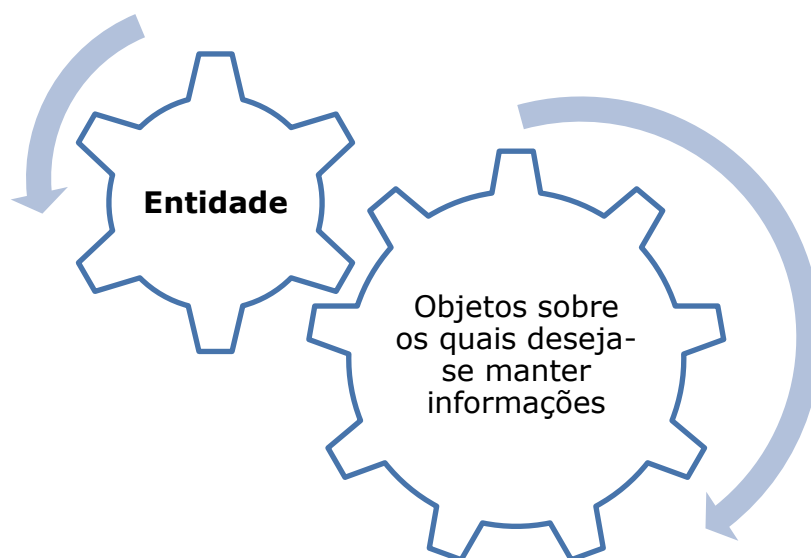 Entidade
Objetos sobre
os quais deseja-
se manter
informações